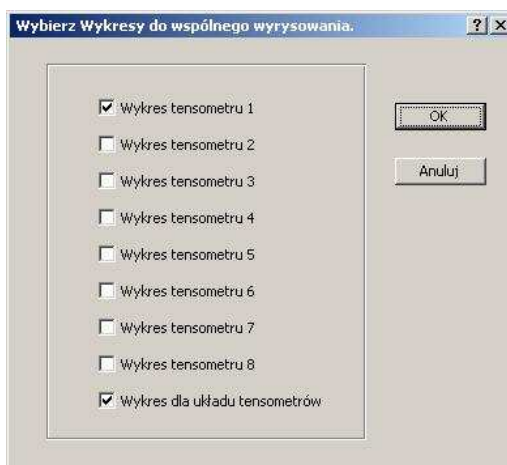 Wybierz Wykresy do wspólnego wyrysowania.
Wykres tensometru 1
Wykres tensometru 2
Wykres tensometru 3
Wykres tensometru 4
Wykres tensometru 5
Wykres tensometru 6
Wykres tensometru 7
Wykres tensometru 8
Wykres dla układu tensometrów
OK
Anuluj